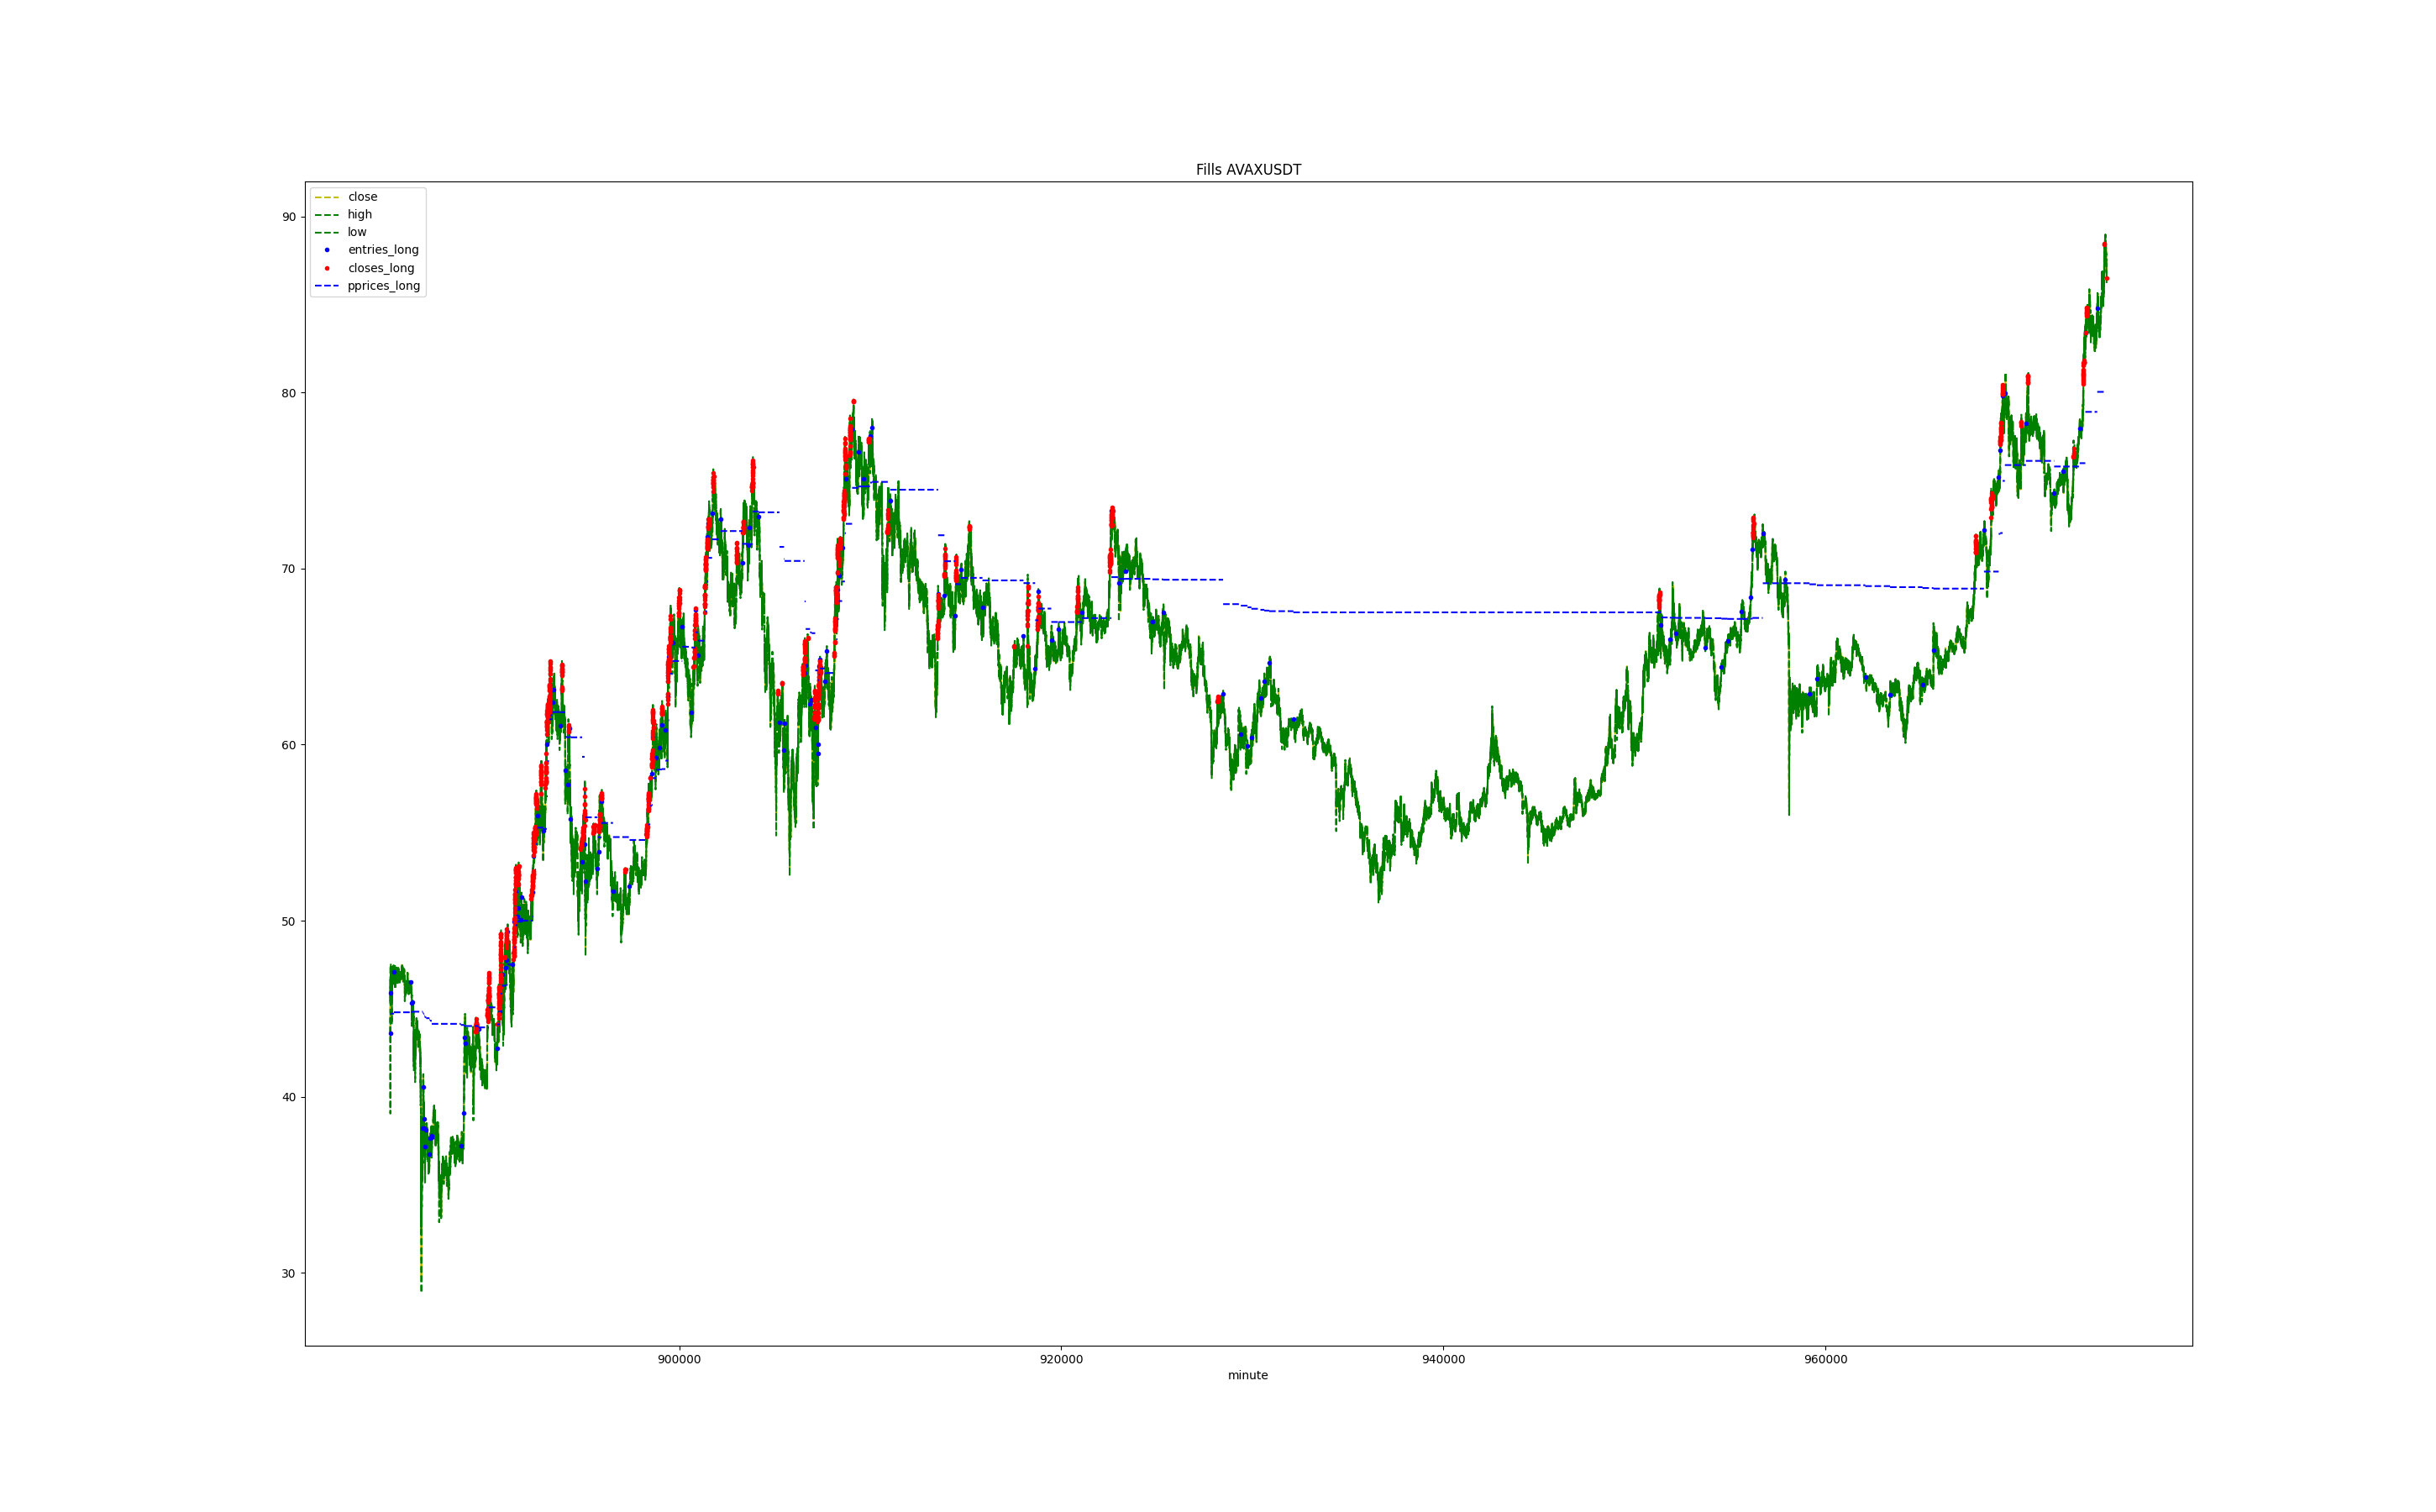 Fills AVAXUSDT
close
high
low
entries_long
closes_long
pprices_long
90
80
70
60
50
40
30
900000
920000
940000
960000
minute